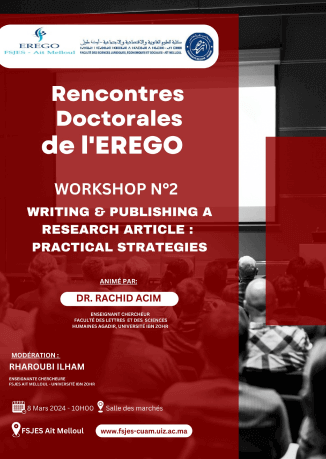 EREGO
FSJES - Aït Melloul
Rencontres
Doctorales
de l'EREGO
WORKSHOP N°2
WRITING & PUBLISHING A
RESEARCH ARTICLE :
PRACTICAL STRATEGIES
ANIMÉ PAR:
DR. RACHID ACIM
ENSEIGNANT CHERCHEUR
FACULTÉ DES LETTRES ET DES SCIENCES
HUMAINES AGADIR, UNIVERSITÉ IBN ZOHR
MODÉRATION :
RHAROUBI ILHAM
ENSEIGNANTE CHERCHEURE
FSJES AIT MELLOUL - UNIVERSITÉ IBN ZOHR
8 Mars 2024 - 10H00
Salle des marchés
FSJES Aït Melloul
www.fsjes-cuam.uiz.ac.ma